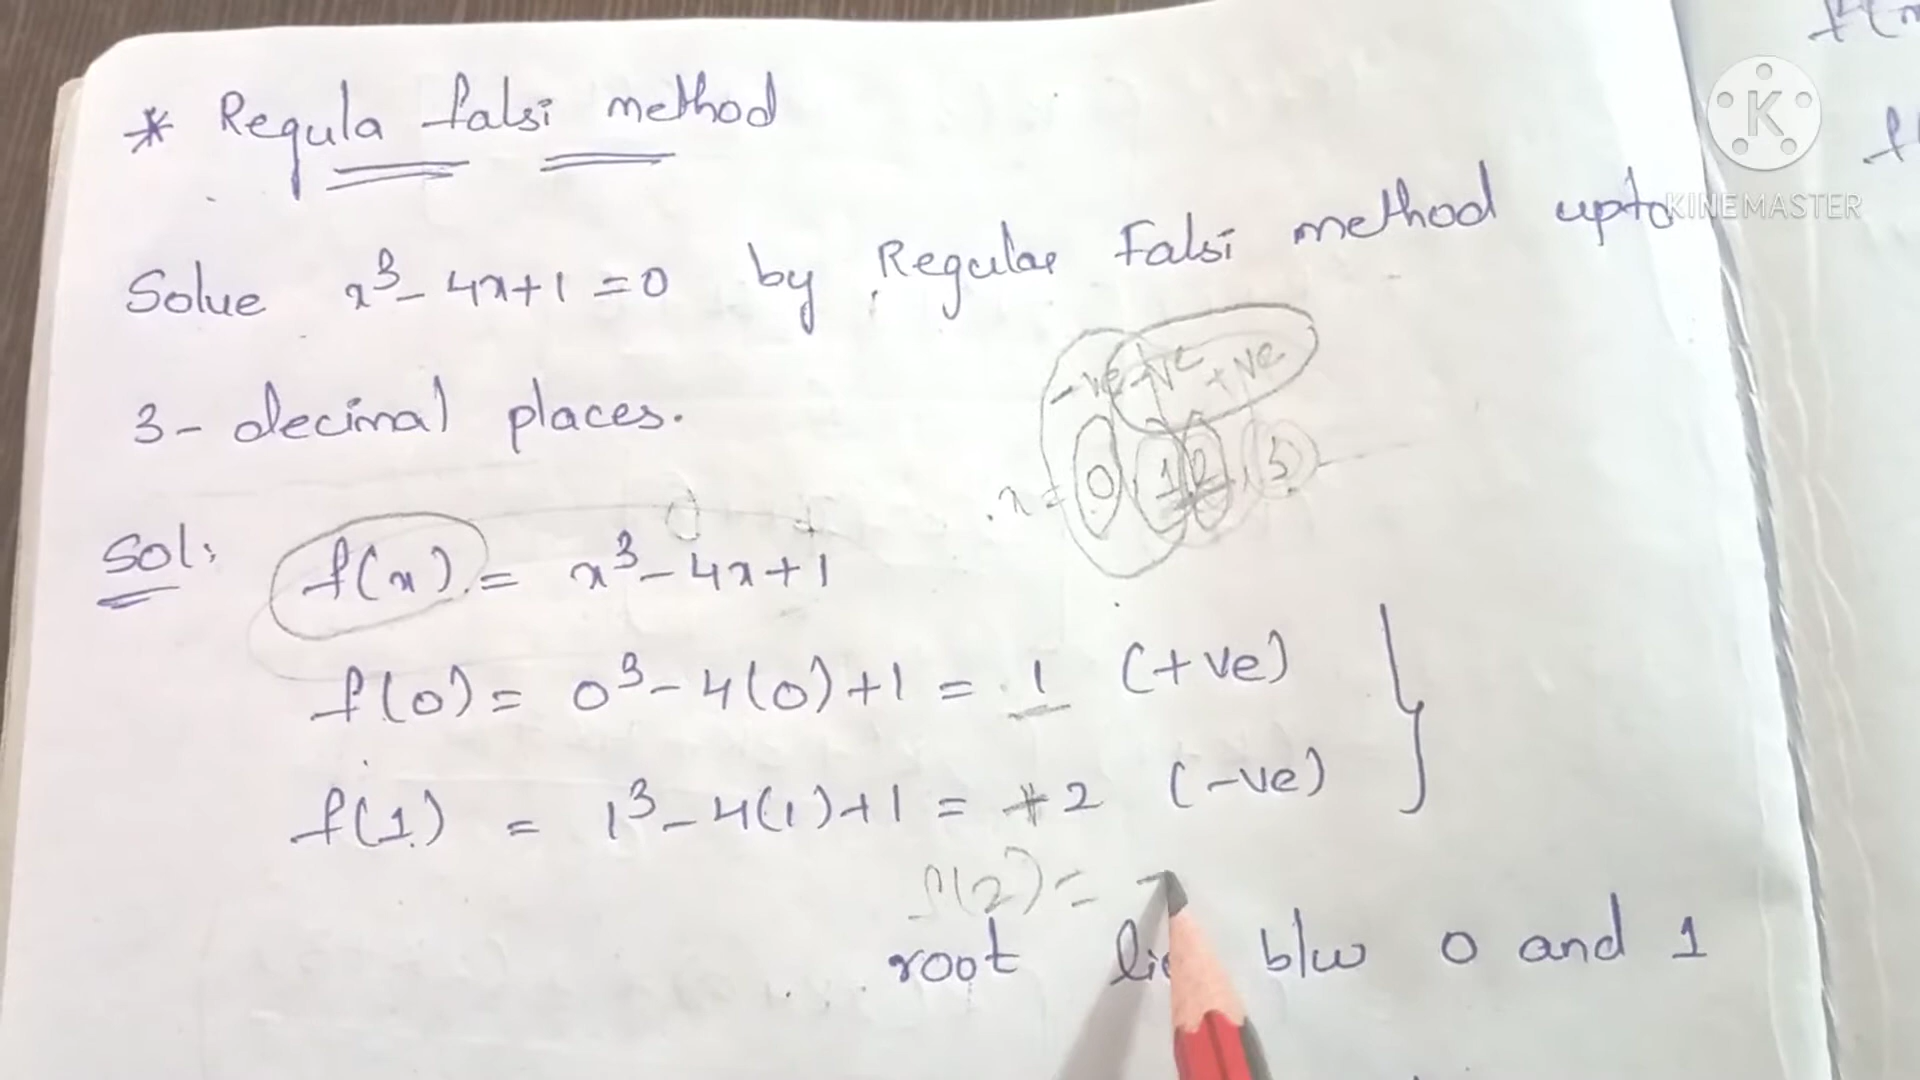 * Regula falsi method
Solve x³- 4x+1 =0 by Regular Falsi method upto
3- decimal places.
-ve +ve +ve
x = 0, 1, 2, 3
Sol: f(x) = x³- 4x+1
f(0) = 0³- 4(0)+1 = 1 (+ve)
f(1) = 1³- 4(1)+1 = +2 (-ve)
f(2) =
root b/w 0 and 1
K
KINEMASTER